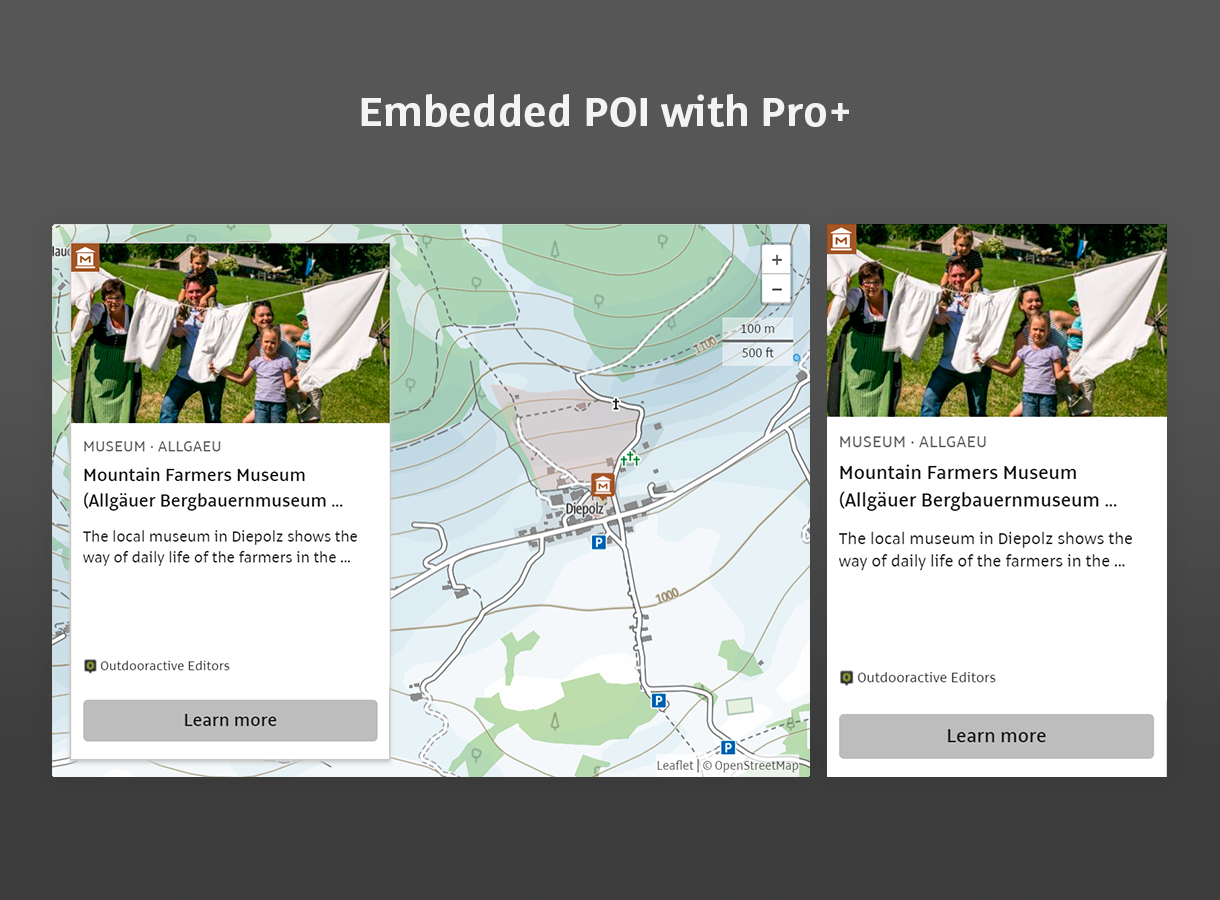 Embedded POI with Pro+
MUSEUM · ALLGAEU
Mountain Farmers Museum
(Allgäuer Bergbauernmuseum ...
The local museum in Diepolz shows the
way of daily life of the farmers in the ...
Outdooractive Editors
Learn more
+
−
100 m
500 ft
1100
Diepolz
P
1000
P
P
Leaflet | © OpenStreetMap
MUSEUM · ALLGAEU
Mountain Farmers Museum
(Allgäuer Bergbauernmuseum ...
The local museum in Diepolz shows the
way of daily life of the farmers in the ...
Outdooractive Editors
Learn more